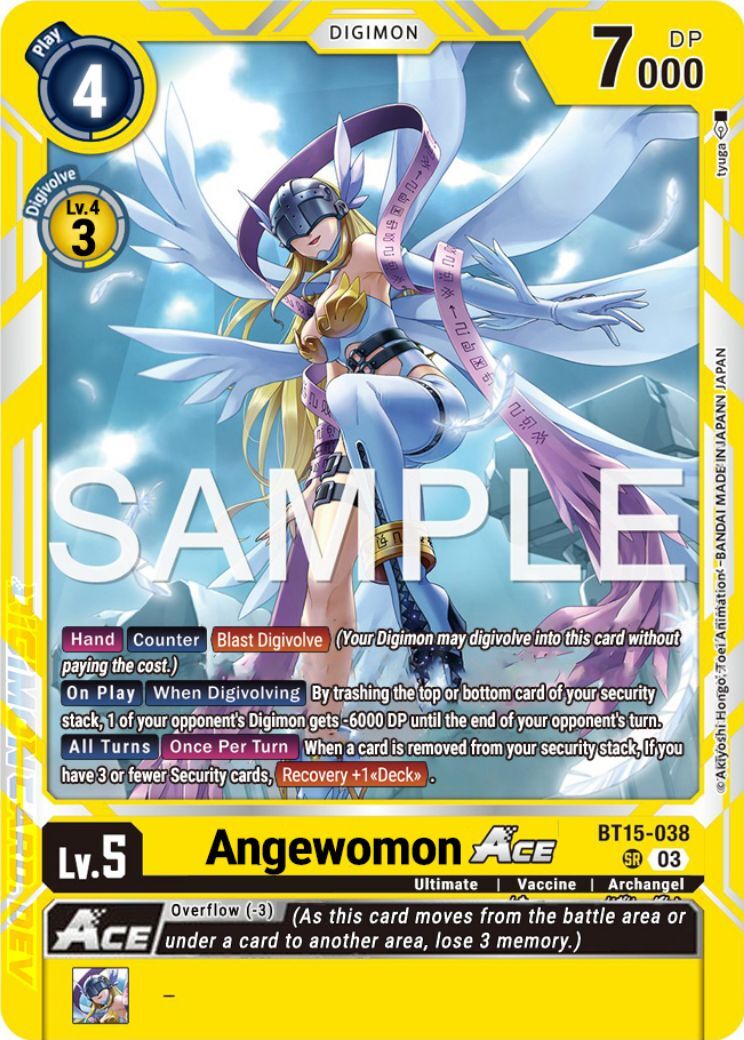 Play
4
DIGIMON
7000
DP
Digivolve
Lv.4
3
tyuga
SAMPLE
Hand Counter Blast Digivolve (Your Digimon may digivolve into this card without
paying the cost.)
On Play When Digivolving By trashing the top or bottom card of your security
stack, 1 of your opponent's Digimon gets -6000 DP until the end of your opponent's turn.
All Turns Once Per Turn When a card is removed from your security stack, If you
have 3 or fewer Security cards, Recovery +1«Deck» .
©Akiyoshi Hongo, Toei Animation -BANDAI MADE IN JAPANN JAPAN
DIGIMONCARD.DEV
Lv.5
Angewomon ACE
BT15-038
SR 03
Ultimate | Vaccine | Archangel
ACE
Overflow (-3) (As this card moves from the battle area or
under a card to another area, lose 3 memory.)
–